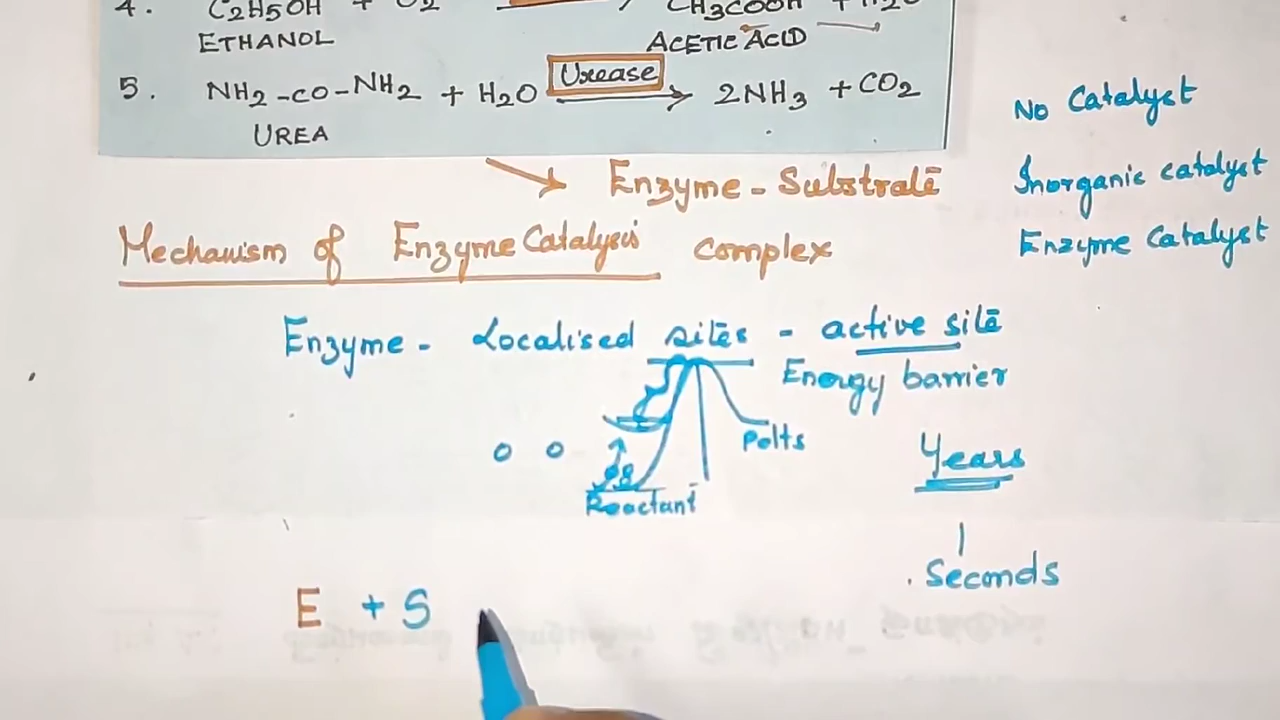 4. C2H5OH + O2 → CH3COOH + H2O
ETHANOL ACETIC ACID
5. NH2-CO-NH2 + H2O Urease → 2NH3 + CO2
UREA
No Catalyst
Inorganic catalyst
Enzyme Catalyst
→ Enzyme - Substrate
Mechanism of Enzyme Catalysis complex
Enzyme - Localised sites - active site
Energy barrier
Pdts
Reactant
Years
Seconds
E + S